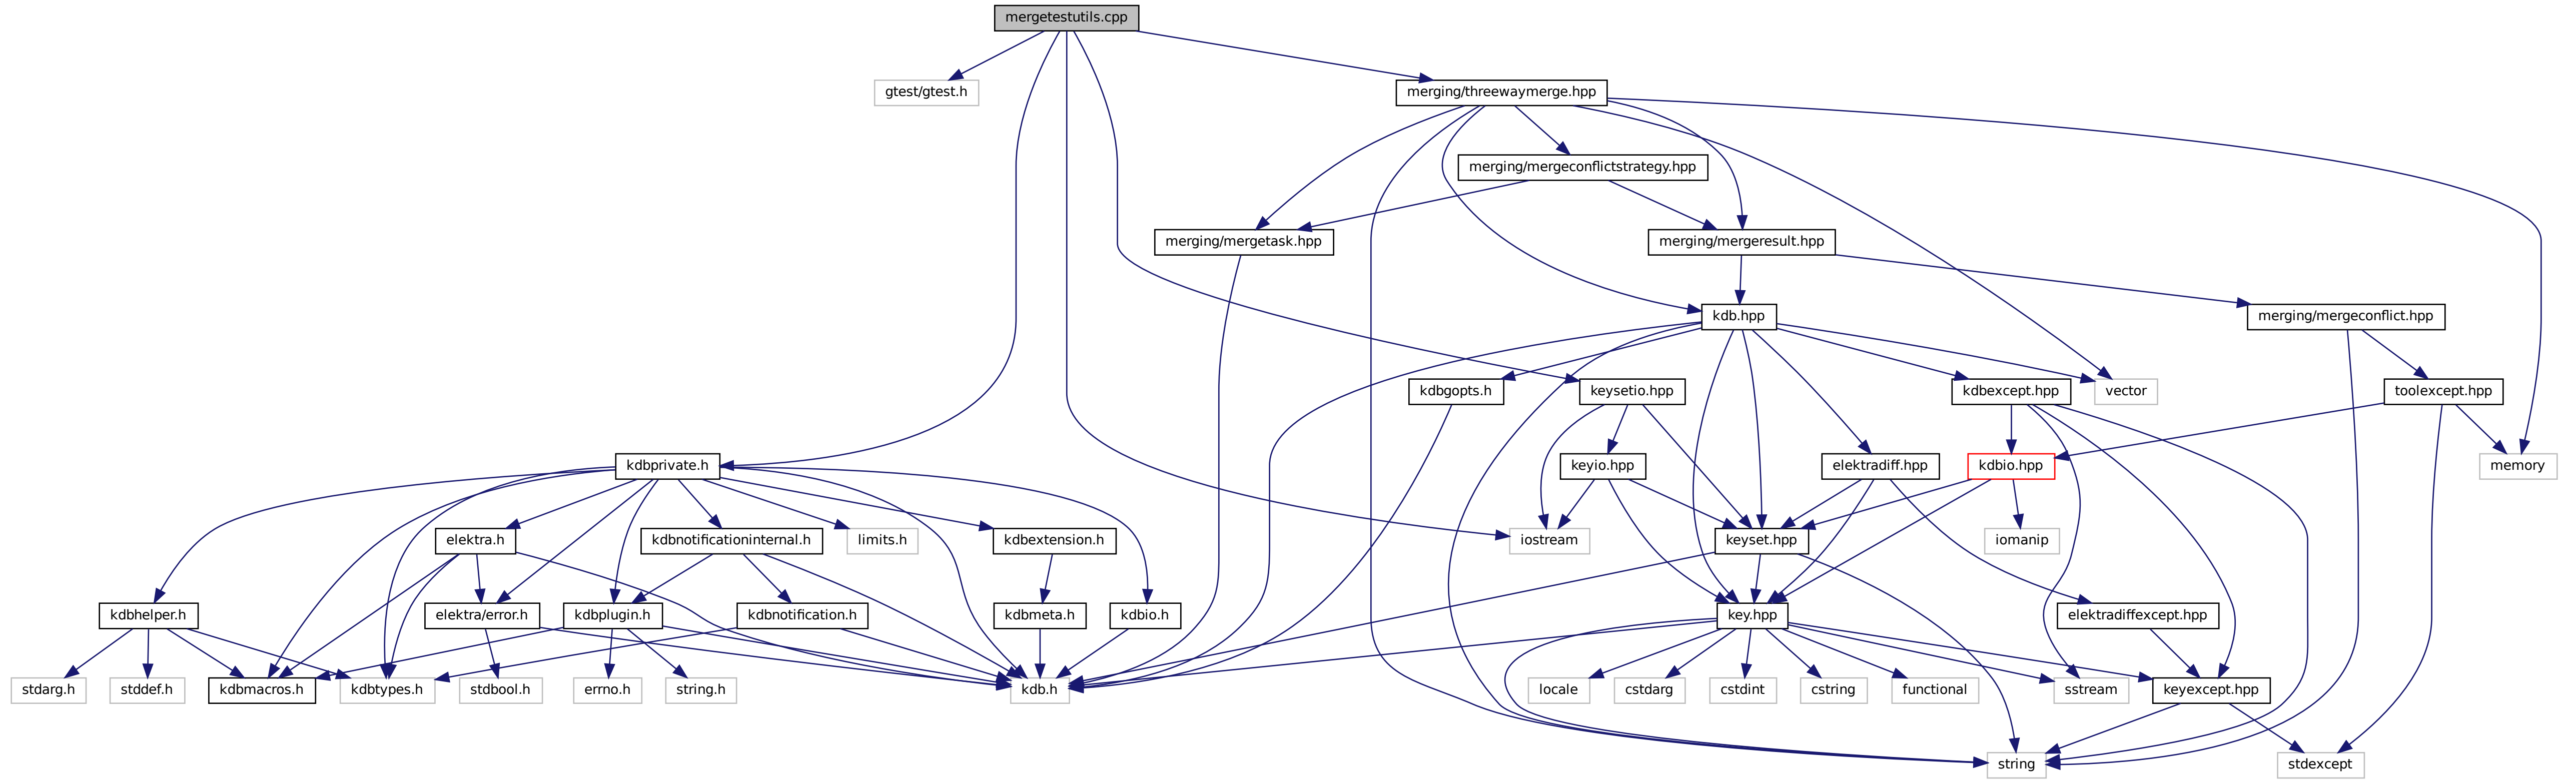 mergetestutils.cpp
gtest/gtest.h
merging/threewaymerge.hpp
merging/mergeconflictstrategy.hpp
merging/mergetask.hpp
merging/mergeresult.hpp
kdb.hpp
merging/mergeconflict.hpp
kdbgopts.h
keysetio.hpp
kdbexcept.hpp
vector
toolexcept.hpp
kdbprivate.h
keyio.hpp
elektradiff.hpp
kdbio.hpp
memory
elektra.h
kdbnotificationinternal.h
limits.h
kdbextension.h
iostream
keyset.hpp
iomanip
kdbhelper.h
elektra/error.h
kdbplugin.h
kdbnotification.h
kdbmeta.h
kdbio.h
key.hpp
elektradiffexcept.hpp
stdarg.h
stddef.h
kdbmacros.h
kdbtypes.h
stdbool.h
errno.h
string.h
kdb.h
locale
cstdarg
cstdint
cstring
functional
sstream
keyexcept.hpp
string
stdexcept